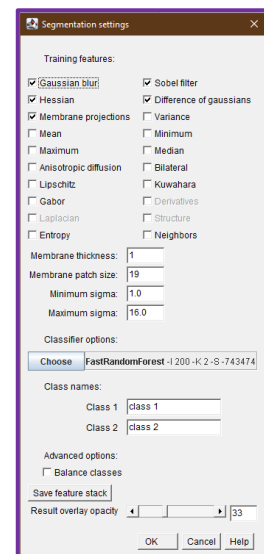 Segmentation settings
Training features:
Gaussian blur Sobel filter
Hessian Difference of gaussians
Membrane projections Variance
Mean Minimum
Maximum Median
Anisotropic diffusion Bilateral
Lipschitz Kuwahara
Gabor Derivatives
Laplacian Structure
Entropy Neighbors
Membrane thickness: 1
Membrane patch size: 19
Minimum sigma: 1.0
Maximum sigma: 16.0
Classifier options:
Choose FastRandomForest -I 200 -K 2 -S -743474
Class names:
Class 1 class 1
Class 2 class 2
Advanced options:
Balance classes
Save feature stack
Result overlay opacity 33
OK Cancel Help